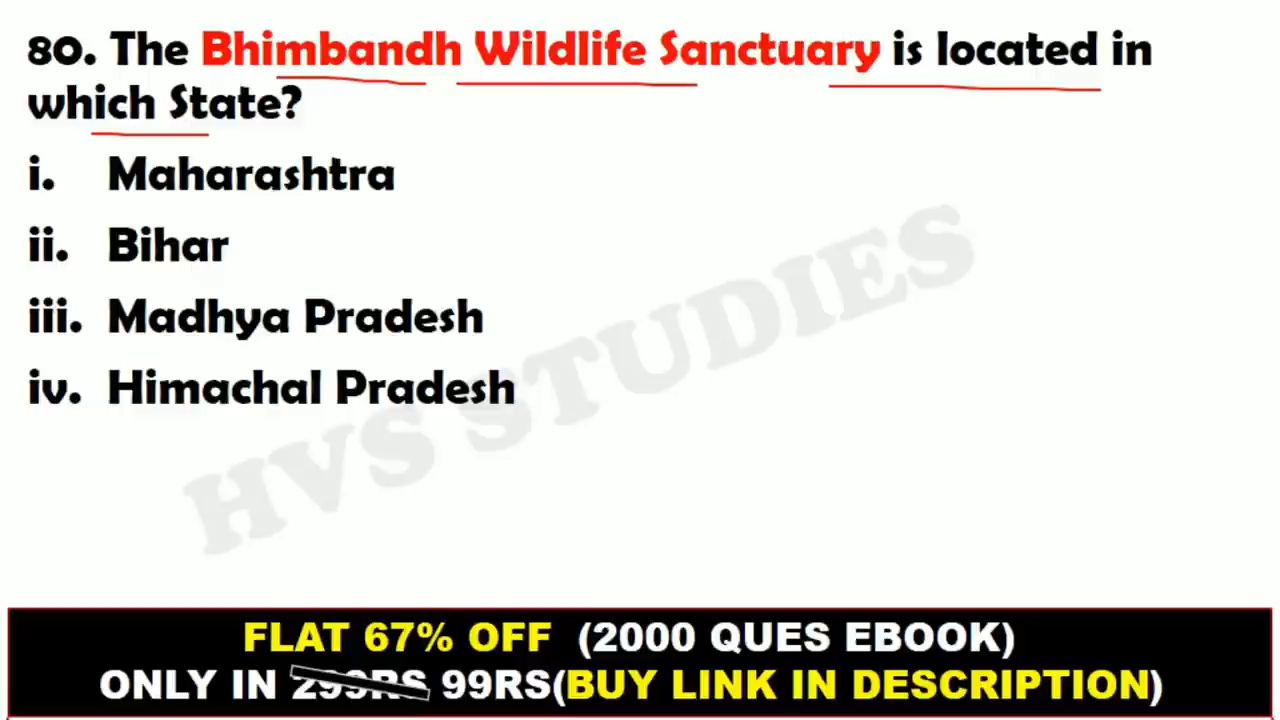 80. The Bhimbandh Wildlife Sanctuary is located in
which State?
i. Maharashtra
ii. Bihar
iii. Madhya Pradesh
iv. Himachal Pradesh
HVS STUDIES
FLAT 67% OFF (2000 QUES EBOOK)
ONLY IN 299RS 99RS(BUY LINK IN DESCRIPTION)